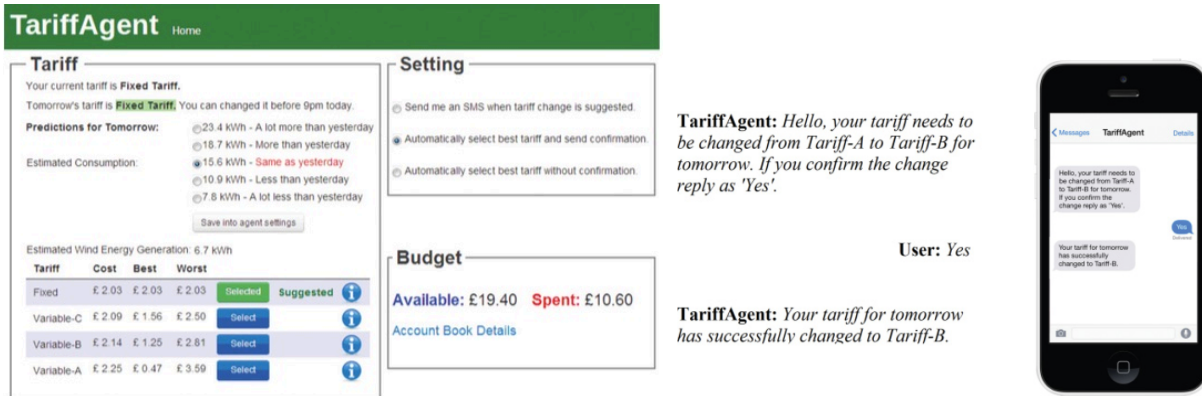 TariffAgent Home
Tariff
Your current tariff is Fixed Tariff.
Tomorrow's tariff is Fixed Tariff. You can changed it before 9pm today.
Predictions for Tomorrow:
Estimated Consumption:
23.4 kWh - A lot more than yesterday
18.7 kWh - More than yesterday
15.6 kWh - Same as yesterday
10.9 kWh - Less than yesterday
7.8 kWh - A lot less than yesterday
Save into agent settings
Estimated Wind Energy Generation: 6.7 kWh
Tariff Cost Best Worst
Fixed £ 2.03 £ 2.03 £ 2.03 Selected Suggested i
Variable-C £ 2.09 £ 1.56 £ 2.50 Select i
Variable-B £ 2.14 £ 1.25 £ 2.81 Select i
Variable-A £ 2.25 £ 0.47 £ 3.59 Select i
Setting
Send me an SMS when tariff change is suggested.
Automatically select best tariff and send confirmation.
Automatically select best tariff without confirmation.
Budget
Available: £19.40 Spent: £10.60
Account Book Details
TariffAgent: Hello, your tariff needs to
be changed from Tariff-A to Tariff-B for
tomorrow. If you confirm the change
reply as 'Yes'.
User: Yes
TariffAgent: Your tariff for tomorrow
has successfully changed to Tariff-B.
Messages TariffAgent Details
Hello, your tariff needs to
be changed from Tariff-A
to Tariff-B for tomorrow.
If you confirm the
change reply as 'Yes'.
Yes
Delivered
Your tariff for tomorrow
has successfully
changed to Tariff-B.